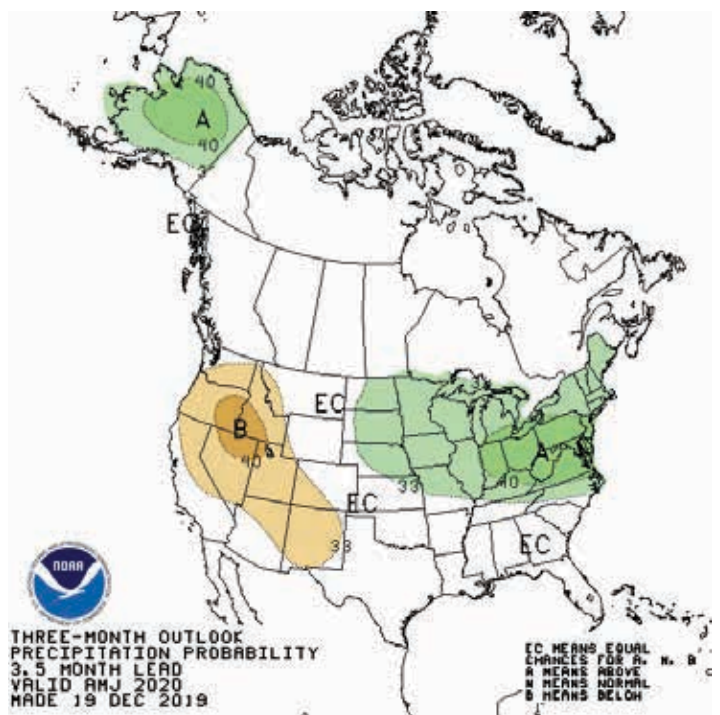 40
A
40
EC
EC
B
40
A
33
40
EC
33
EC
NOAA
THREE-MONTH OUTLOOK
PRECIPITATION PROBABILITY
3.5 MONTH LEAD
VALID AMJ 2020
MADE 19 DEC 2019
EC MEANS EQUAL
CHANCES FOR A, N, B
A MEANS ABOVE
N MEANS NORMAL
B MEANS BELOW